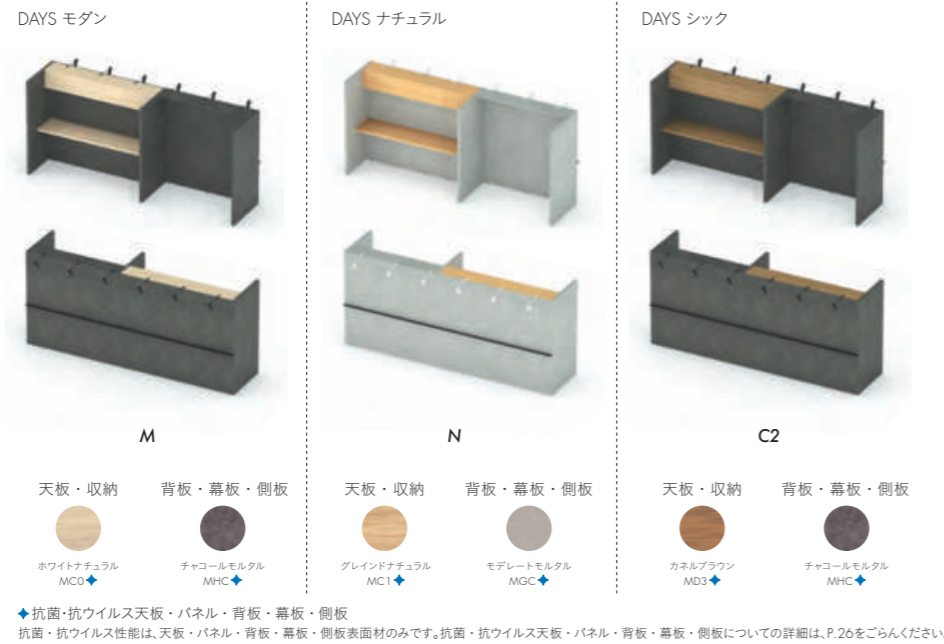 DAYS モダン
DAYS ナチュラル
DAYS シック
M
N
C2
天板・収納
背板・幕板・側板
天板・収納
背板・幕板・側板
天板・収納
背板・幕板・側板
ホワイトナチュラル
MC0✦
チャコールモルタル
MHC✦
グレインドナチュラル
MC1✦
モデレートモルタル
MGC✦
カネルブラウン
MD3✦
チャコールモルタル
MHC✦
✦抗菌・抗ウイルス天板・パネル・背板・幕板・側板
抗菌・抗ウイルス性能は、天板・パネル・背板・幕板・側板表面材のみです。抗菌・抗ウイルス天板・パネル・背板・幕板・側板についての詳細は、P.26をごらんください